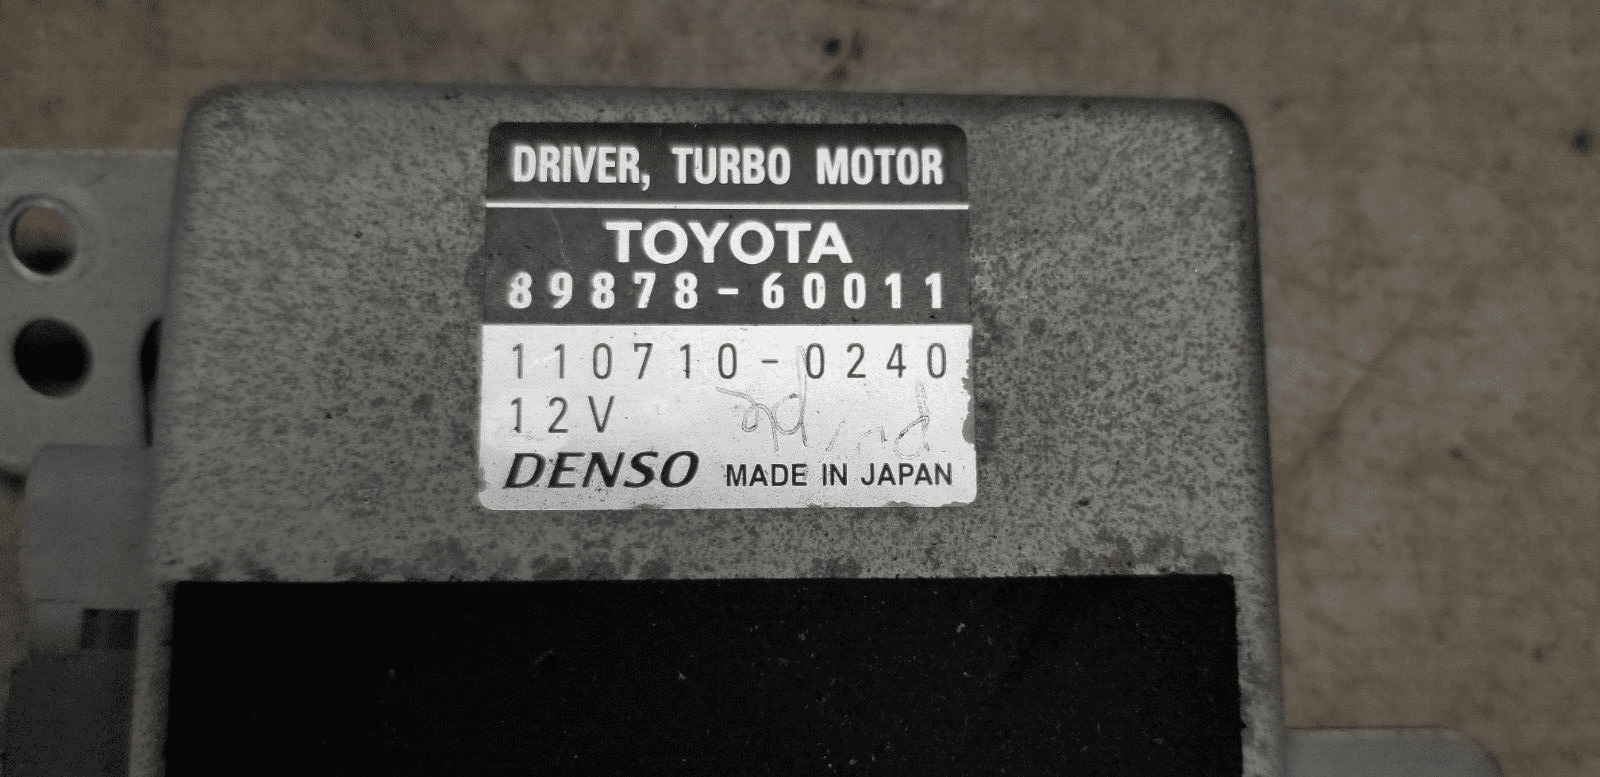 DRIVER, TURBO MOTOR
TOYOTA
89878-60011
110710-0240
12V
DENSO MADE IN JAPAN